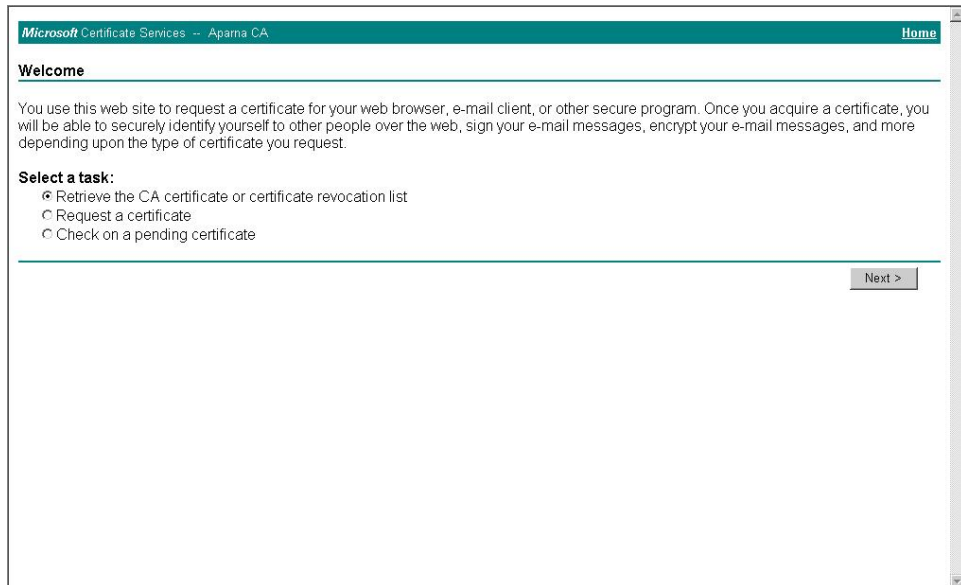 Microsoft Certificate Services -- Aparna CA Home
Welcome
You use this web site to request a certificate for your web browser, e-mail client, or other secure program. Once you acquire a certificate, you
will be able to securely identify yourself to other people over the web, sign your e-mail messages, encrypt your e-mail messages, and more
depending upon the type of certificate you request.
Select a task:
Retrieve the CA certificate or certificate revocation list
Request a certificate
Check on a pending certificate
Next >